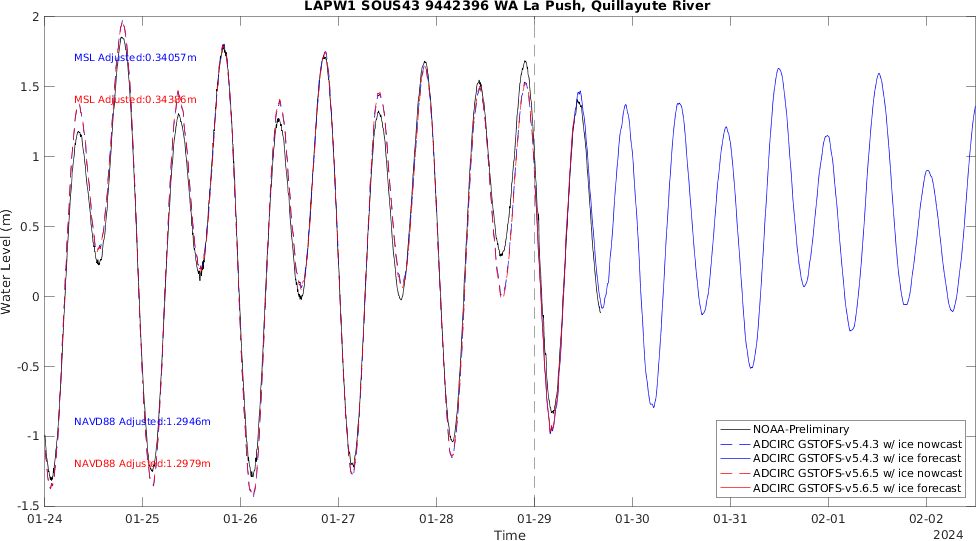 LAPW1 SOUS43 9442396 WA La Push, Quillayute River
Water Level (m)
2
1.5
1
0.5
0
-0.5
-1
-1.5
MSL Adjusted:0.34057m
MSL Adjusted:0.34386m
NAVD88 Adjusted:1.2946m
NAVD88 Adjusted:1.2979m
NOAA-Preliminary
ADCIRC GSTOFS-v5.4.3 w/ ice nowcast
ADCIRC GSTOFS-v5.4.3 w/ ice forecast
ADCIRC GSTOFS-v5.6.5 w/ ice nowcast
ADCIRC GSTOFS-v5.6.5 w/ ice forecast
01-24 01-25 01-26 01-27 01-28 01-29 01-30 01-31 02-01 02-02
Time
2024